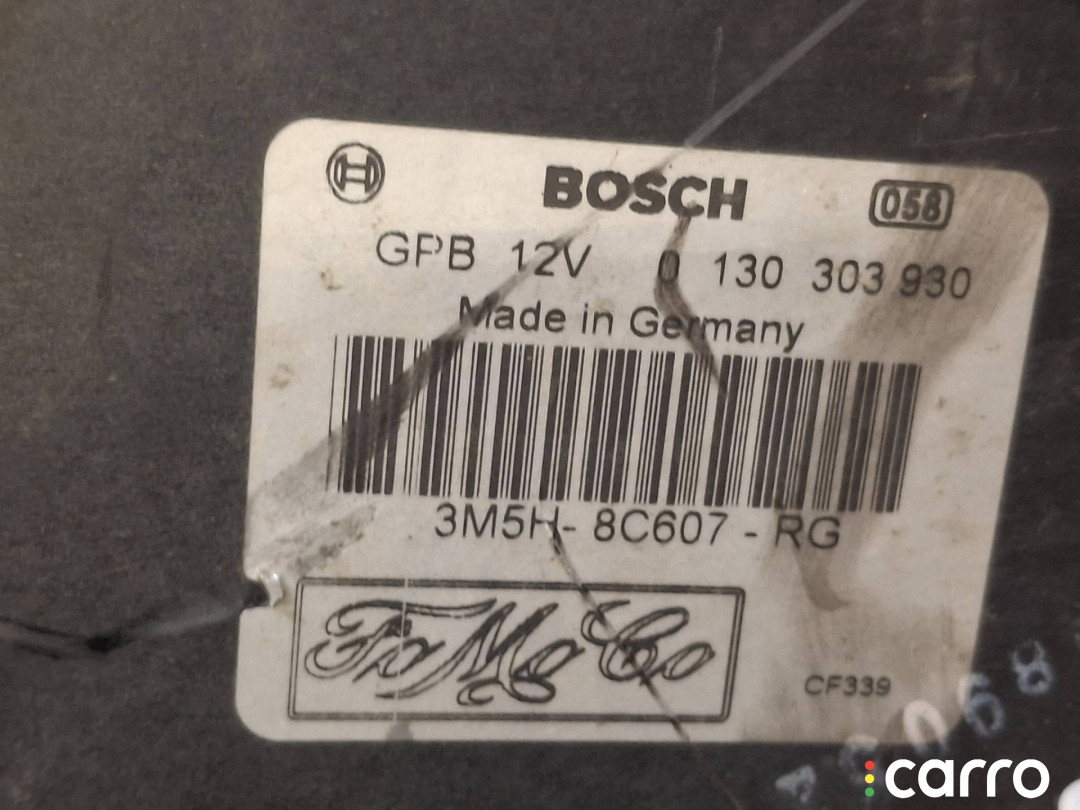 BOSCH
058
GPB 12V 0 130 303 930
Made in Germany
3M5H- 8C607 - RG
FoMoCo
CF339
carro